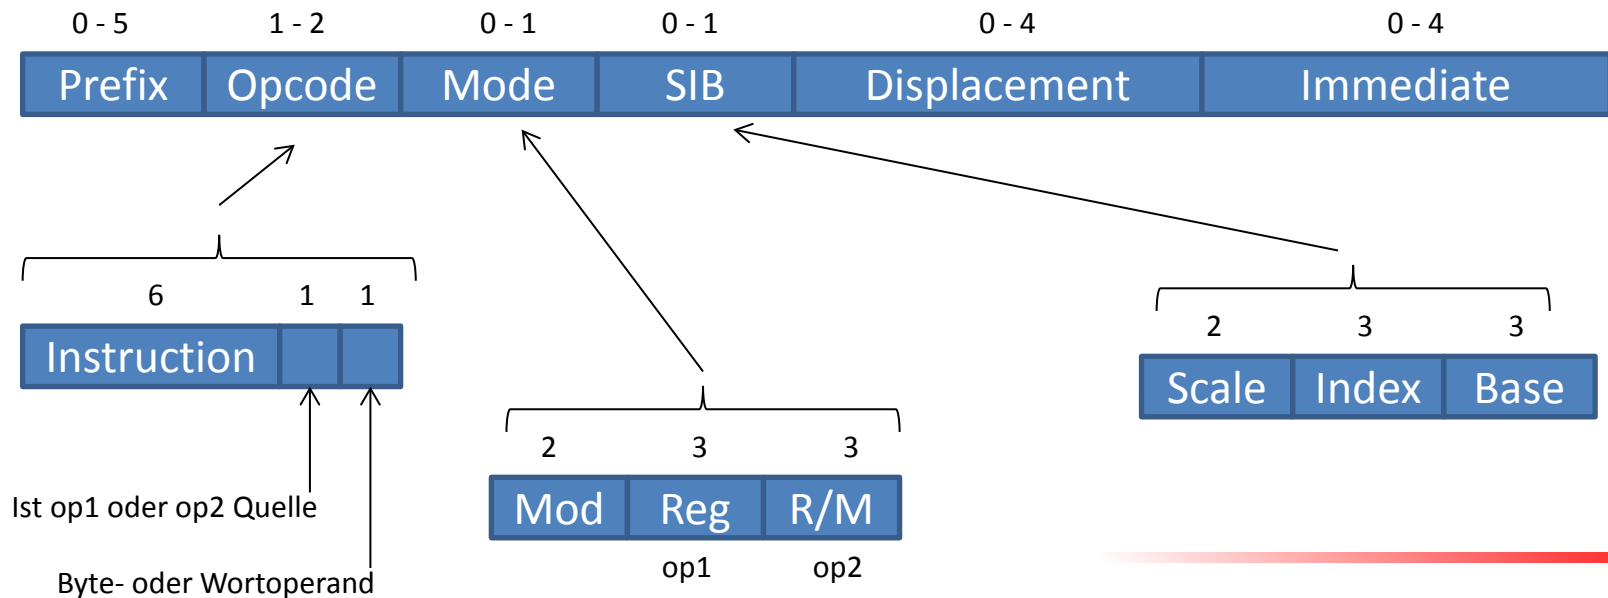 0 - 5 1 - 2 0 - 1 0 - 1 0 - 4 0 - 4
Prefix Opcode Mode SIB Displacement Immediate
6 1 1
Instruction
Ist op1 oder op2 Quelle
Byte- oder Wortoperand
2 3 3
Mod Reg R/M
op1 op2
2 3 3
Scale Index Base